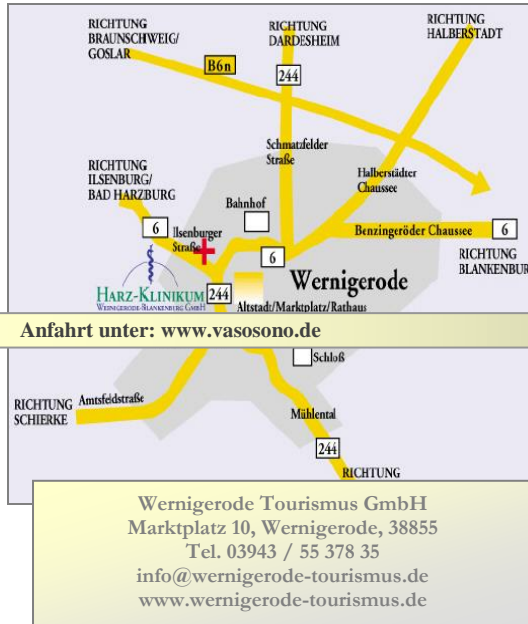 RICHTUNG
BRAUNSCHWEIG/
GOSLAR
RICHTUNG
DARDESHEIM
RICHTUNG
HALBERSTADT
B6n
244
Schmatzfelder
Straße
Halberstädter
Chaussee
RICHTUNG
ILSENBURG/
BAD HARZBURG
Bahnhof
6
Ilsenburger
Straße
Benzingeröder Chaussee
6
6
RICHTUNG
BLANKENBUR
Wernigerode
HARZ-KLINIKUM
WERNIGERODE-BLANKENBURG GMBH
244
Altstadt/Marktplatz/Rathaus
Anfahrt unter: www.vasosono.de
Schloß
RICHTUNG
SCHIERKE
Amtsfeldstraße
Mühlental
244
RICHTUNG
Wernigerode Tourismus GmbH
Marktplatz 10, Wernigerode, 38855
Tel. 03943 / 55 378 35
info@wernigerode-tourismus.de
www.wernigerode-tourismus.de